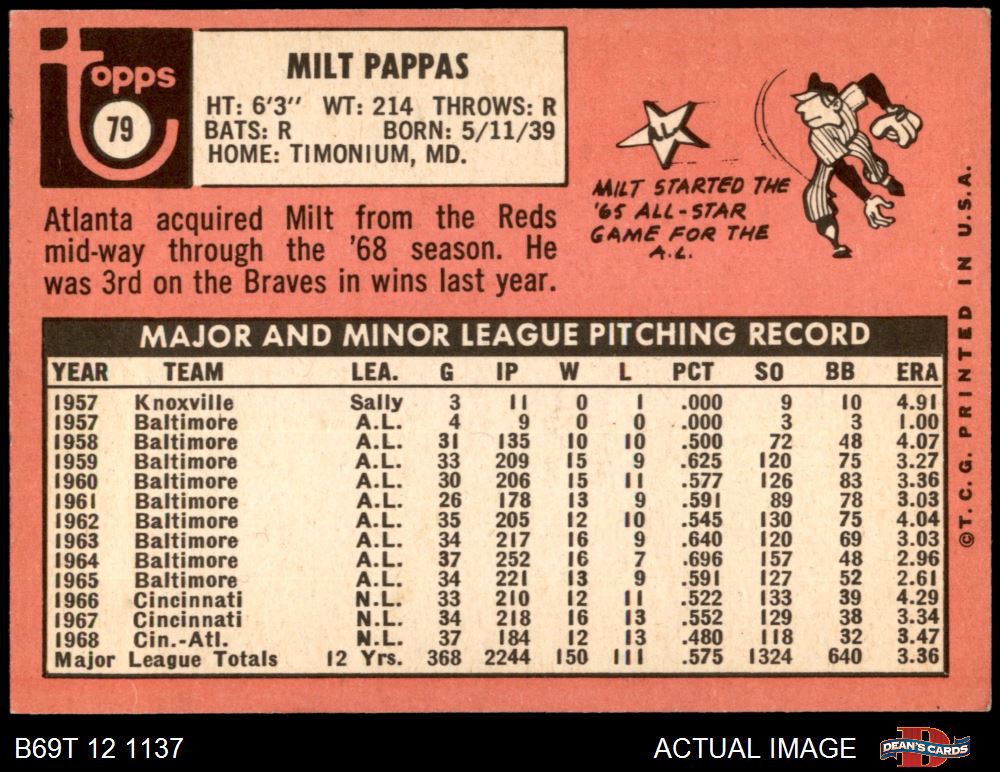 topps
79
MILT PAPPAS
HT: 6'3" WT: 214 THROWS: R
BATS: R BORN: 5/11/39
HOME: TIMONIUM, MD.
Atlanta acquired Milt from the Reds
mid-way through the '68 season. He
was 3rd on the Braves in wins last year.
MILT STARTED THE
'65 ALL-STAR
GAME FOR THE
A.L.
MAJOR AND MINOR LEAGUE PITCHING RECORD
YEAR TEAM LEA. G IP W L PCT SO BB ERA
1957 Knoxville Sally 3 11 0 1 .000 9 10 4.91
1957 Baltimore A.L. 4 9 0 0 .000 3 3 1.00
1958 Baltimore A.L. 31 135 10 10 .500 72 48 4.07
1959 Baltimore A.L. 33 209 15 9 .625 120 75 3.27
1960 Baltimore A.L. 30 206 15 11 .577 126 83 3.36
1961 Baltimore A.L. 26 178 13 9 .591 89 78 3.03
1962 Baltimore A.L. 35 205 12 10 .545 130 75 4.04
1963 Baltimore A.L. 34 217 16 9 .640 120 69 3.03
1964 Baltimore A.L. 37 252 16 7 .696 157 48 2.96
1965 Baltimore A.L. 34 221 13 9 .591 127 52 2.61
1966 Cincinnati N.L. 33 210 12 11 .522 133 39 4.29
1967 Cincinnati N.L. 34 218 16 13 .552 129 38 3.34
1968 Cin.-Atl. N.L. 37 184 12 13 .480 118 32 3.47
Major League Totals 12 Yrs. 368 2244 150 111 .575 1324 640 3.36
©T.C.G. PRINTED IN U.S.A.
B69T 12 1137
ACTUAL IMAGE
DEAN'S CARDS